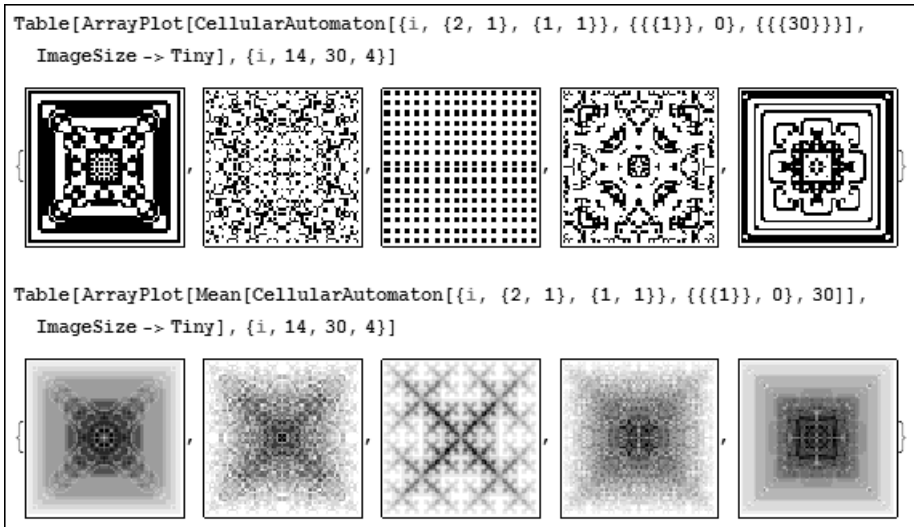 Table[ArrayPlot[CellularAutomaton[{i, {2, 1}, {1, 1}}, {{{1}}, 0}, {{{30}}}],
ImageSize -> Tiny], {i, 14, 30, 4}]
{ , , , , }
Table[ArrayPlot[Mean[CellularAutomaton[{i, {2, 1}, {1, 1}}, {{{1}}, 0}, 30]],
ImageSize -> Tiny], {i, 14, 30, 4}]
{ , , , , }